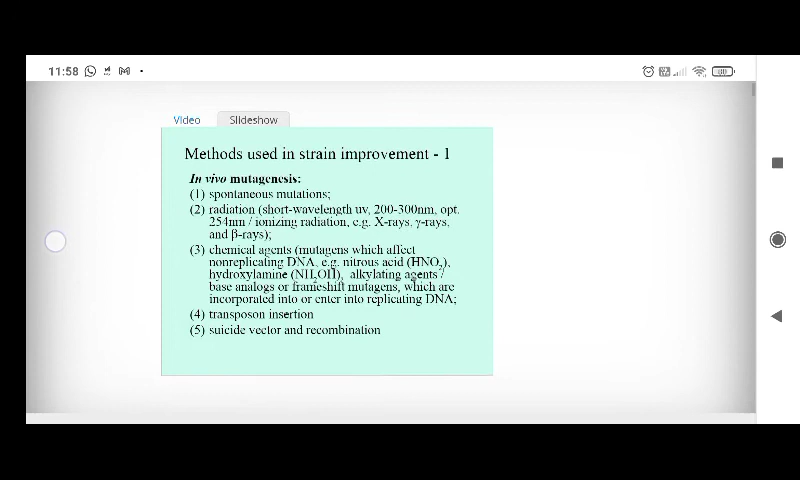 11:58
Video Slideshow
Methods used in strain improvement - 1
In vivo mutagenesis:
(1) spontaneous mutations;
(2) radiation (short-wavelength uv, 200-300nm, opt.
254nm / ionizing radiation, e.g. X-rays, γ-rays,
and β-rays);
(3) chemical agents (mutagens which affect
nonreplicating DNA, e.g. nitrous acid (HNO₂),
hydroxylamine (NH₂OH), alkylating agents /
base analogs or frameshift mutagens, which are
incorporated into or enter into replicating DNA;
(4) transposon insertion
(5) suicide vector and recombination